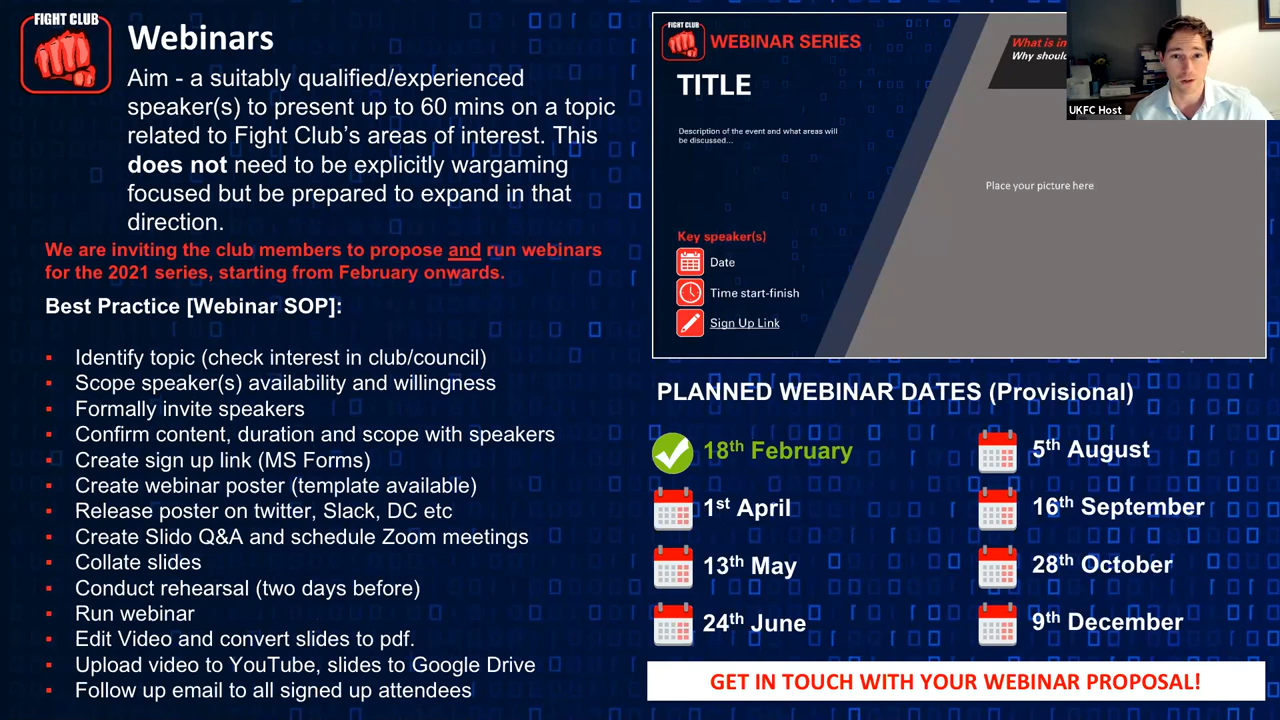 FIGHT CLUB
Webinars
Aim - a suitably qualified/experienced
speaker(s) to present up to 60 mins on a topic
related to Fight Club's areas of interest. This
does not need to be explicitly wargaming
focused but be prepared to expand in that
direction.
We are inviting the club members to propose and run webinars
for the 2021 series, starting from February onwards.
Best Practice [Webinar SOP]:
▪ Identify topic (check interest in club/council)
▪ Scope speaker(s) availability and willingness
▪ Formally invite speakers
▪ Confirm content, duration and scope with speakers
▪ Create sign up link (MS Forms)
▪ Create webinar poster (template available)
▪ Release poster on twitter, Slack, DC etc
▪ Create Slido Q&A and schedule Zoom meetings
▪ Collate slides
▪ Conduct rehearsal (two days before)
▪ Run webinar
▪ Edit Video and convert slides to pdf.
▪ Upload video to YouTube, slides to Google Drive
▪ Follow up email to all signed up attendees
FIGHT CLUB
WEBINAR SERIES
TITLE
Description of the event and what areas will
be discussed...
Key speaker(s)
Date
Time start-finish
Sign Up Link
What is in
Why should
Place your picture here
UKFC Host
PLANNED WEBINAR DATES (Provisional)
18th February
1st April
13th May
24th June
5th August
16th September
28th October
9th December
GET IN TOUCH WITH YOUR WEBINAR PROPOSAL!